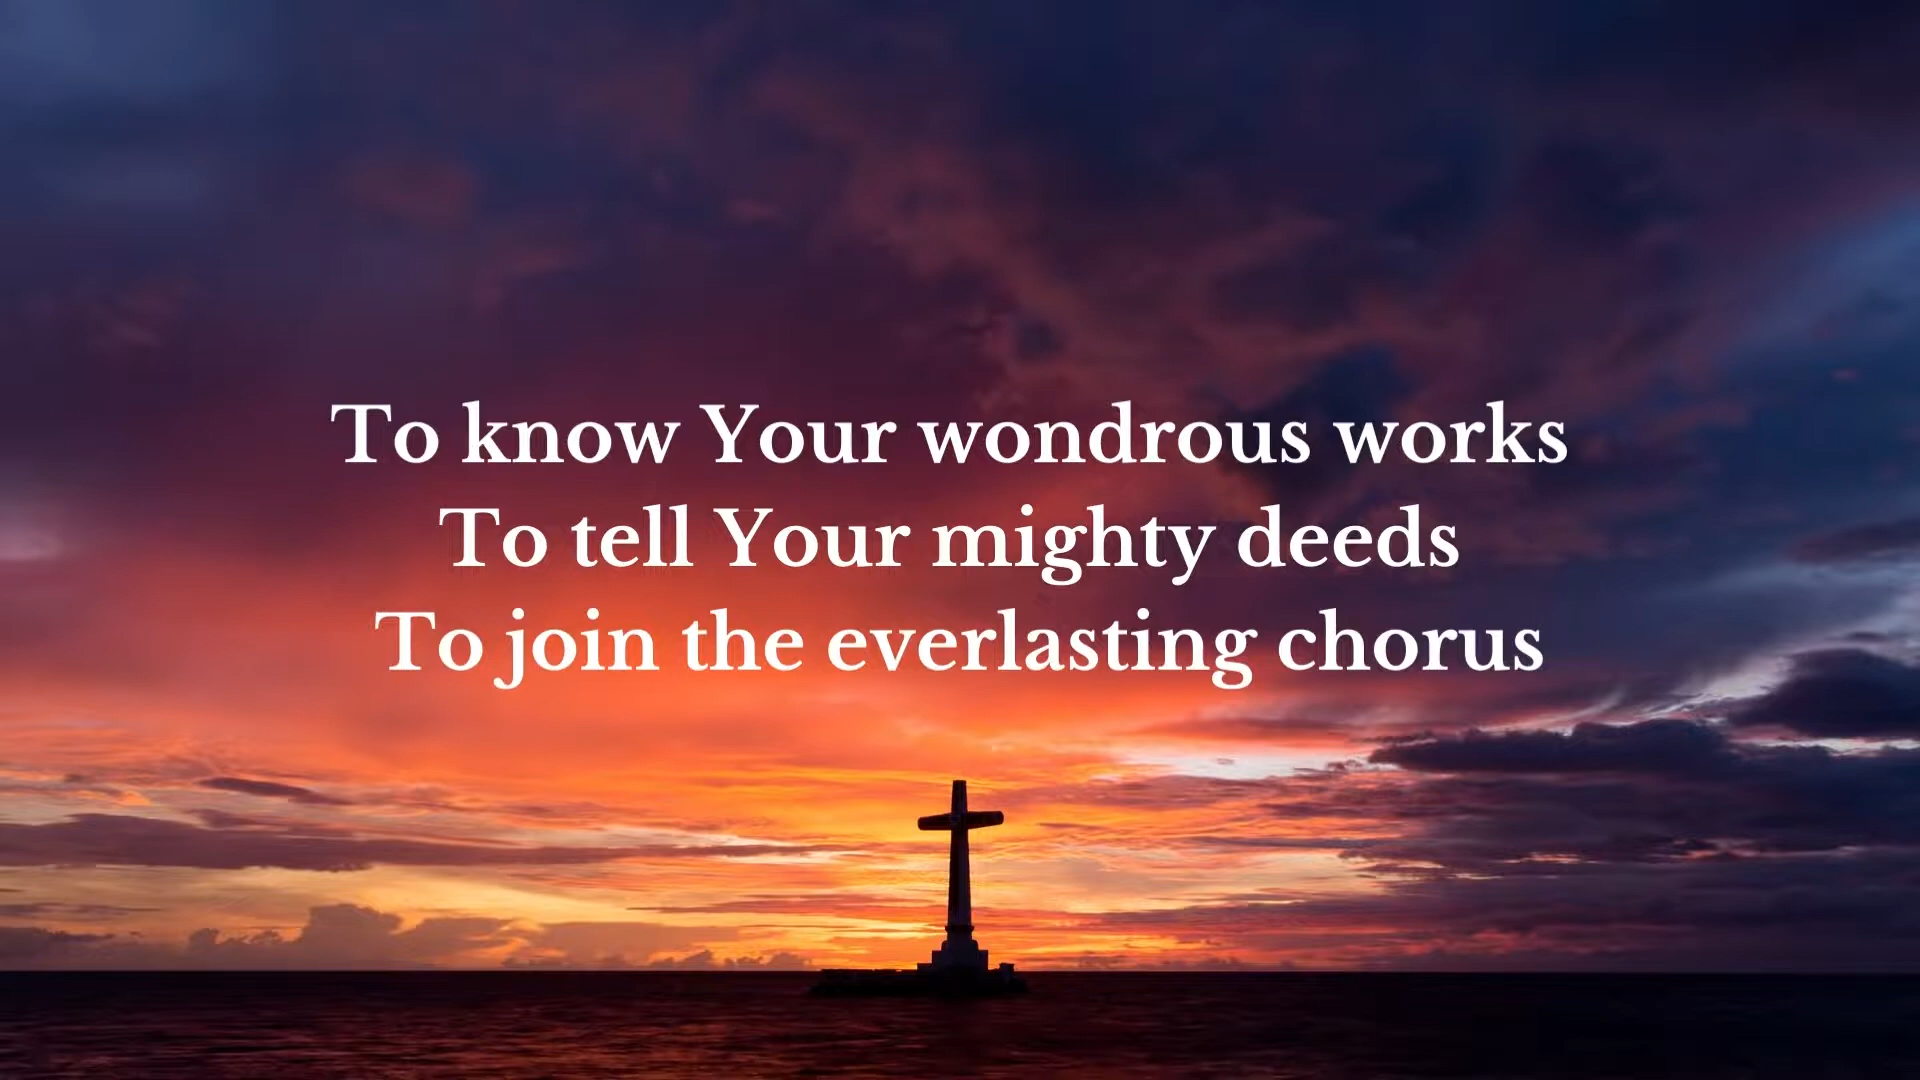 To know Your wondrous works
To tell Your mighty deeds
To join the everlasting chorus